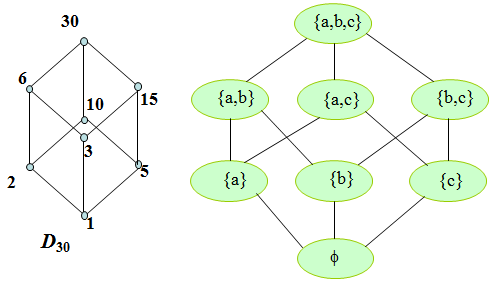 30
6
15
10
3
2
5
1
D30
{a,b,c}
{a,b}
{a,c}
{b,c}
{a}
{b}
{c}
ϕ